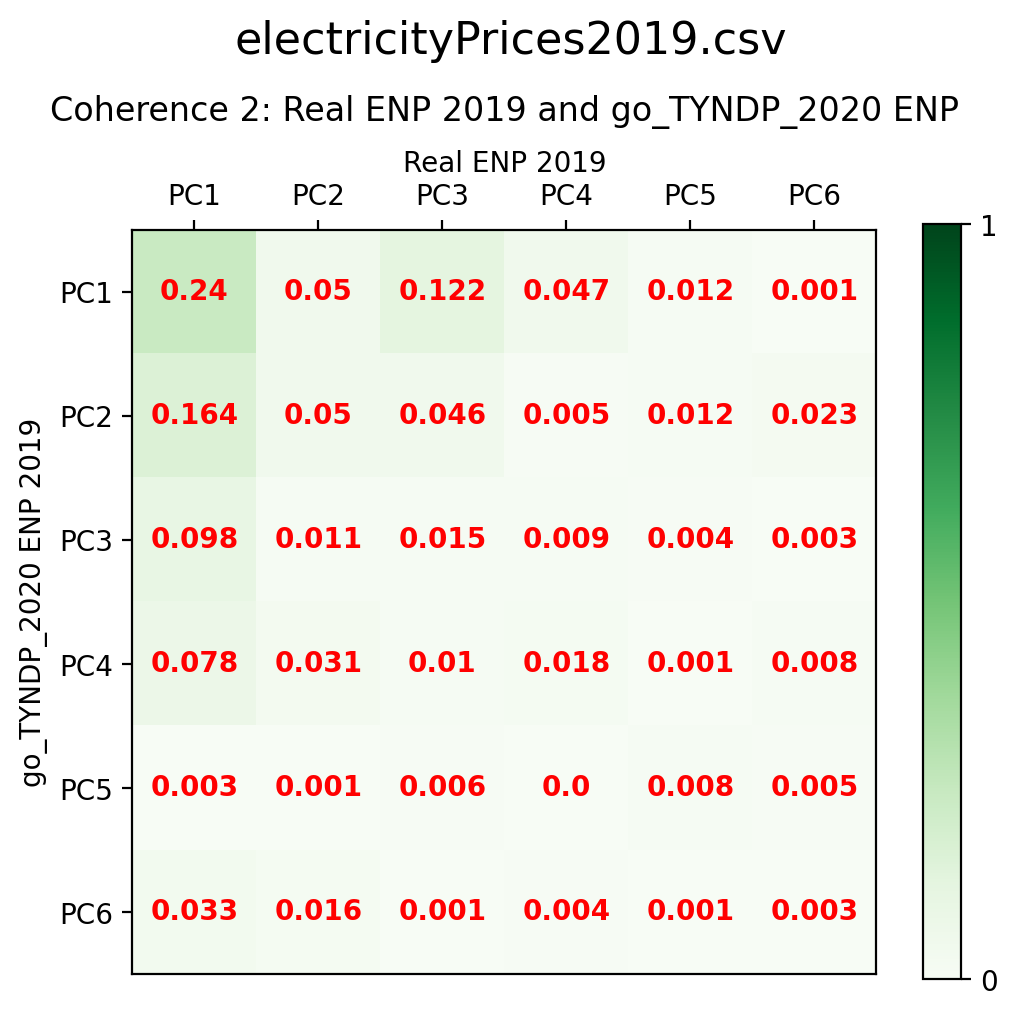 electricityPrices2019.csv
Coherence 2: Real ENP 2019 and go_TYNDP_2020 ENP
Real ENP 2019
PC1 PC2 PC3 PC4 PC5 PC6
1
PC1 0.24 0.05 0.122 0.047 0.012 0.001
PC2 0.164 0.05 0.046 0.005 0.012 0.023
PC3 0.098 0.011 0.015 0.009 0.004 0.003
PC4 0.078 0.031 0.01 0.018 0.001 0.008
PC5 0.003 0.001 0.006 0.0 0.008 0.005
PC6 0.033 0.016 0.001 0.004 0.001 0.003
0
go_TYNDP_2020 ENP 2019